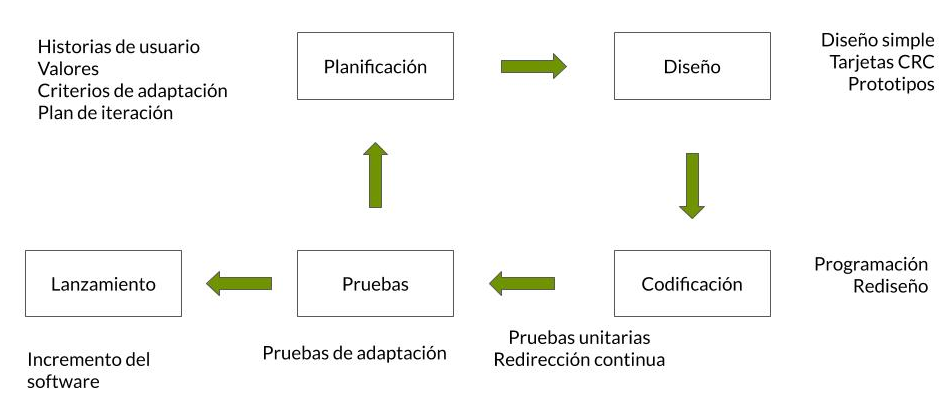 Historias de usuario
Valores
Criterios de adaptación
Plan de iteración
Planificación
Diseño
Diseño simple
Tarjetas CRC
Prototipos
Lanzamiento
Pruebas
Codificación
Programación
Rediseño
Incremento del
software
Pruebas de adaptación
Pruebas unitarias
Redirección continua